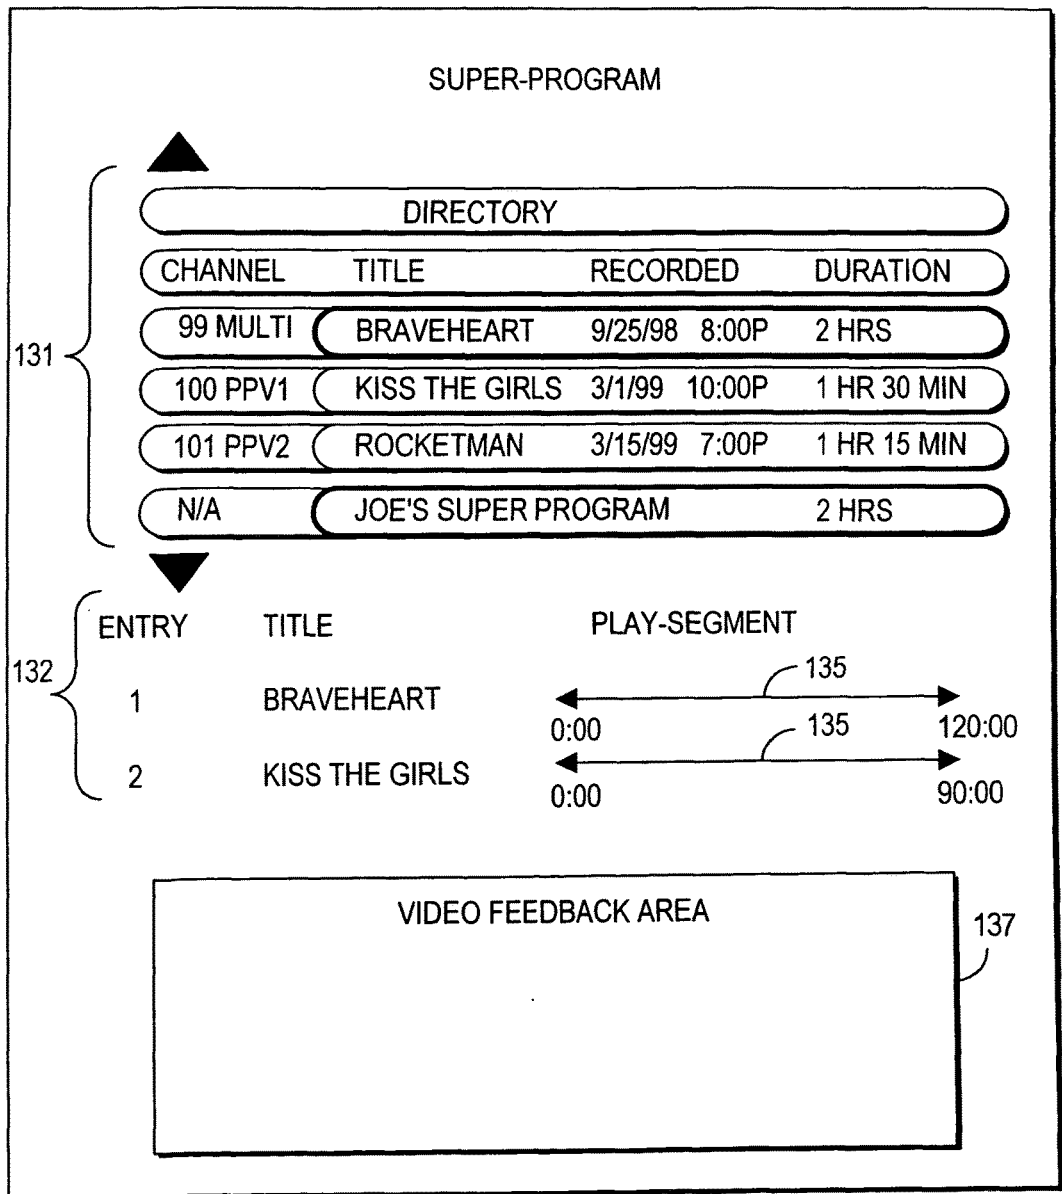 SUPER-PROGRAM
DIRECTORY
CHANNEL TITLE RECORDED DURATION
99 MULTI BRAVEHEART 9/25/98 8:00P 2 HRS
131
100 PPV1 KISS THE GIRLS 3/1/99 10:00P 1 HR 30 MIN
101 PPV2 ROCKETMAN 3/15/99 7:00P 1 HR 15 MIN
N/A JOE'S SUPER PROGRAM 2 HRS
ENTRY TITLE PLAY-SEGMENT
132
135
1 BRAVEHEART
0:00 135 120:00
2 KISS THE GIRLS
0:00 90:00
VIDEO FEEDBACK AREA
137